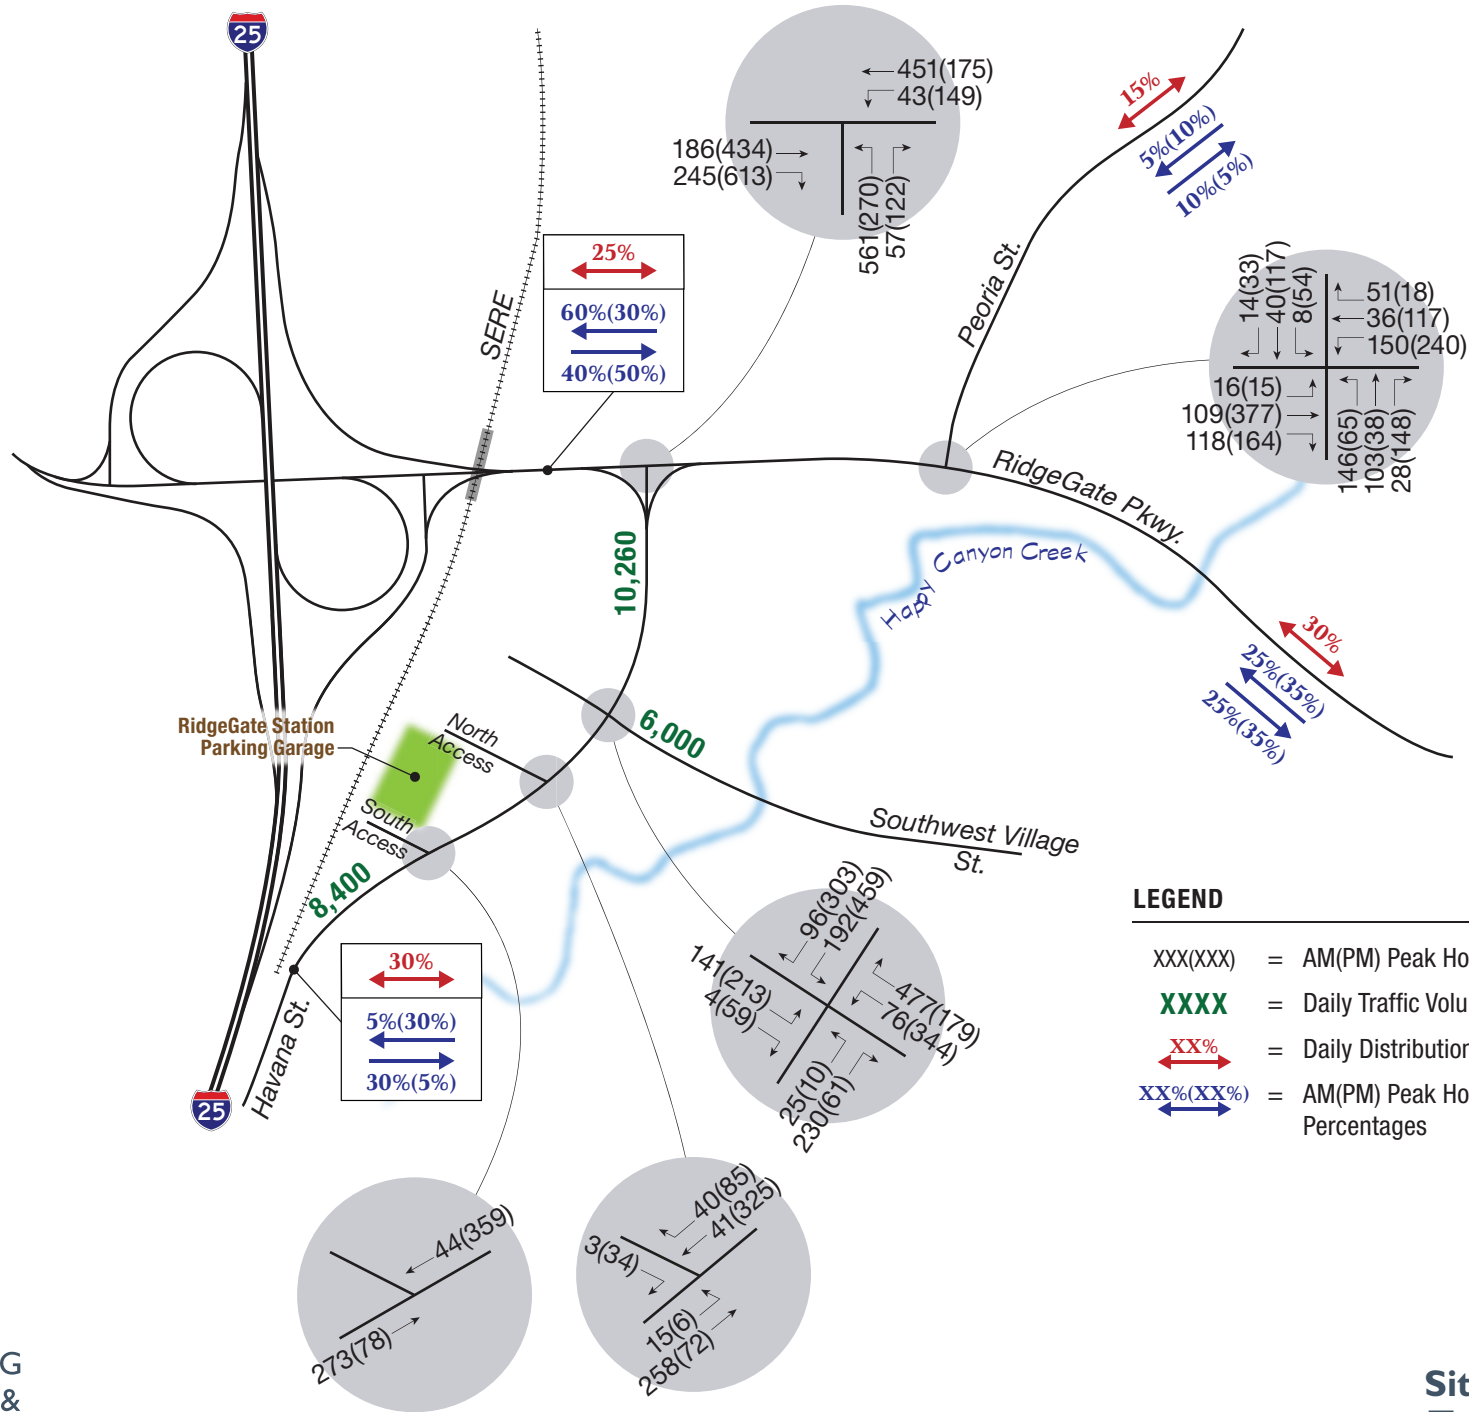 25
451(175)
43(149)
186(434)
245(613)
561(270)
57(122)
15%
5%(10%)
10%(5%)
Peoria St.
SERE
25%
60%(30%)
40%(50%)
14(33)
40(117)
8(54)
51(18)
36(117)
150(240)
16(15)
109(377)
118(164)
146(65)
103(38)
28(148)
RidgeGate Pkwy.
Happy Canyon Creek
10,260
30%
25%(35%)
25%(35%)
RidgeGate Station
Parking Garage
North
Access
6,000
South
Access
Southwest Village
St.
8,400
30%
5%(30%)
30%(5%)
Havana St.
25
96(303)
192(459)
141(213)
4(59)
477(179)
76(344)
25(10)
230(61)
LEGEND
XXX(XXX) = AM(PM) Peak Ho
XXXX = Daily Traffic Volu
XX% = Daily Distribution
XX%(XX%) = AM(PM) Peak Ho
Percentages
44(359)
273(78)
40(85)
41(325)
3(34)
15(6)
258(72)
G
&
Sit